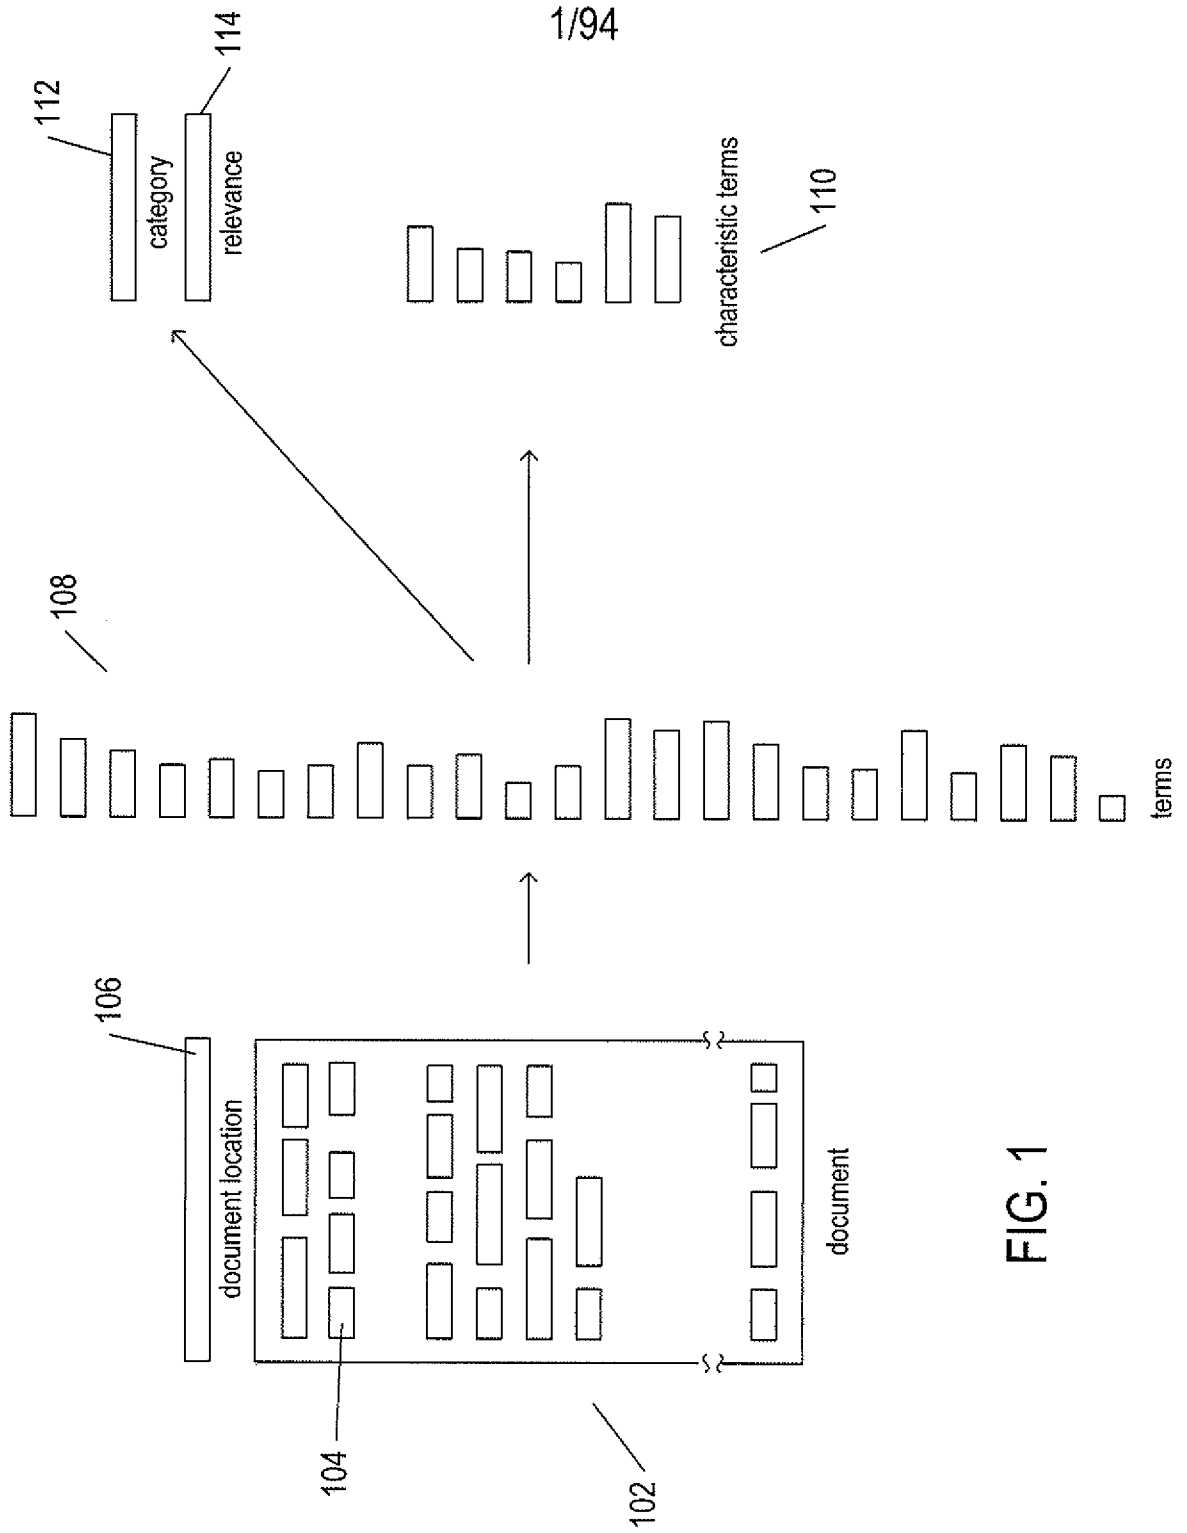 1/94
106
document location
104
102
document
108
terms
112
category
114
relevance
characteristic terms
110
FIG. 1